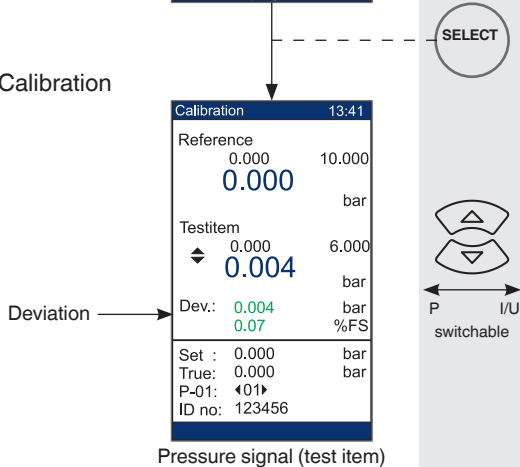 SELECT
Calibration
Calibration 13:41
Reference
0.000 10.000
0.000
bar
Testitem
0.000 6.000
0.004
bar
Dev.: 0.004 bar
0.07 %FS
Deviation
P I/U
switchable
Set : 0.000 bar
True: 0.000 bar
P-01: 01
ID no: 123456
Pressure signal (test item)